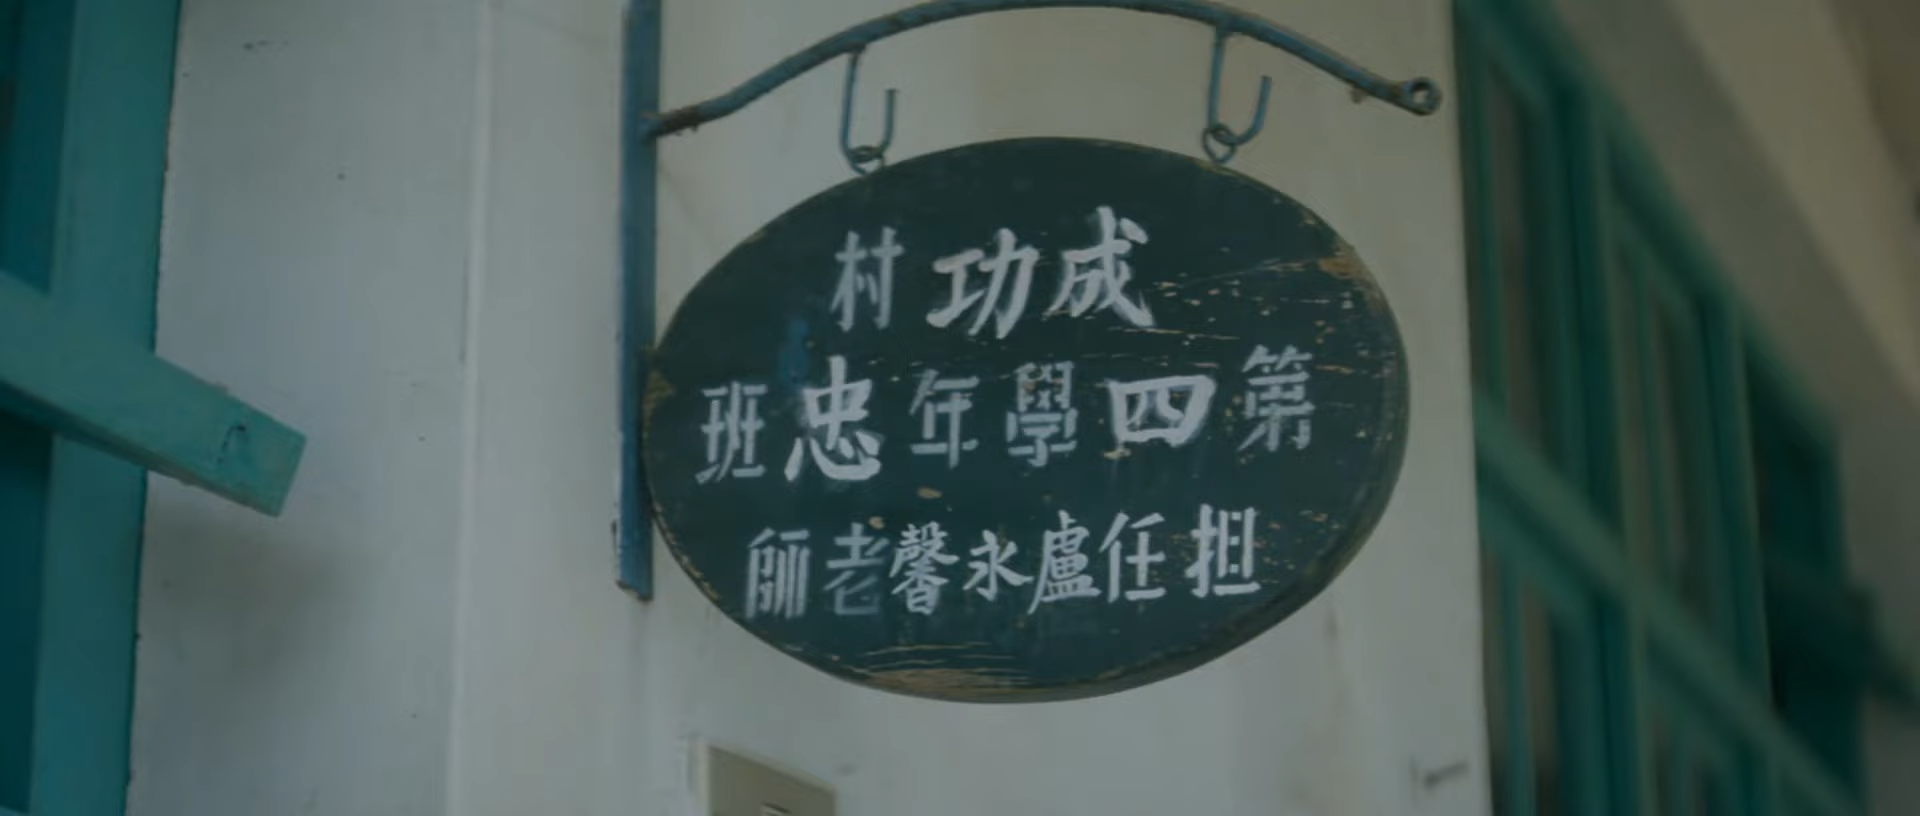 成功村
第四學年忠班
担任盧永馨老師